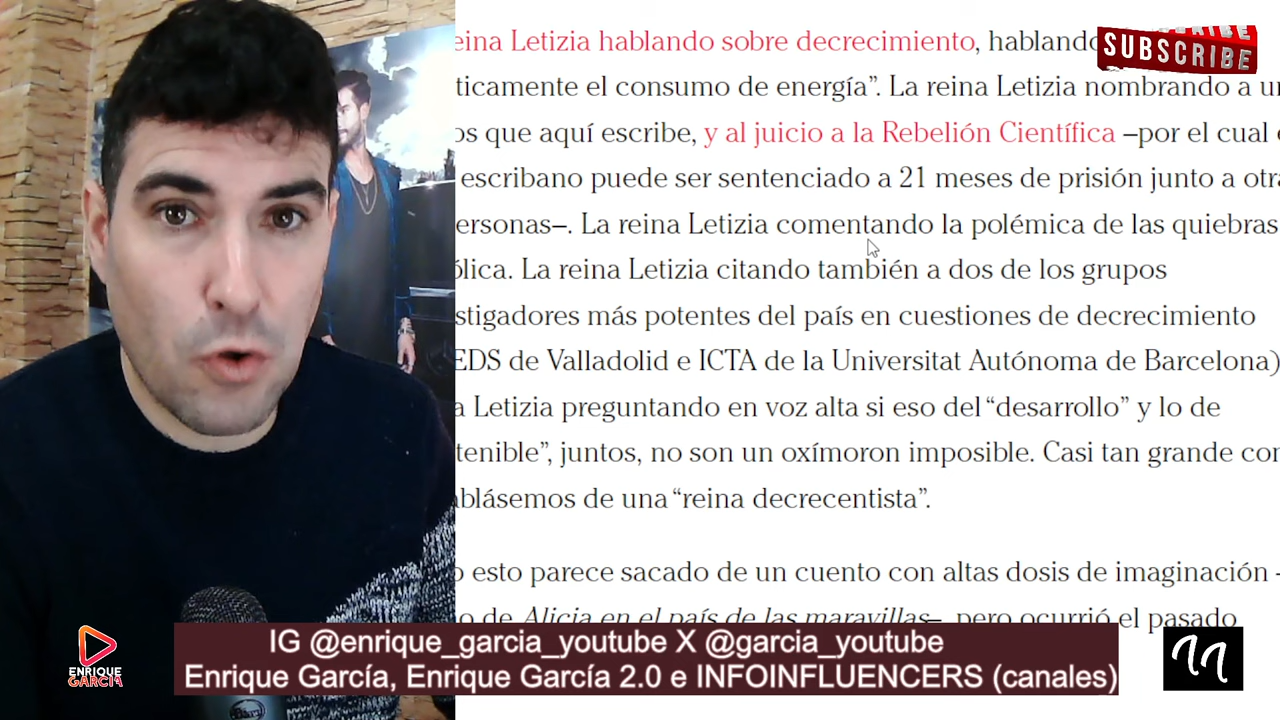 eina Letizia hablando sobre decrecimiento, hablando
ticamente el consumo de energía”. La reina Letizia nombrando a un
os que aquí escribe, y al juicio a la Rebelión Científica –por el cual
escribano puede ser sentenciado a 21 meses de prisión junto a otra
ersonas–. La reina Letizia comentando la polémica de las quiebras
ólica. La reina Letizia citando también a dos de los grupos
stigadores más potentes del país en cuestiones de decrecimiento
EDS de Valladolid e ICTA de la Universitat Autónoma de Barcelona)
a Letizia preguntando en voz alta si eso del “desarrollo” y lo de
tenible”, juntos, no son un oxímoron imposible. Casi tan grande con
blásemos de una “reina decrecentista”.
o esto parece sacado de un cuento con altas dosis de imaginación -
o de Alicia en el país de las maravillas– pero ocurrió el pasado
SUBSCRIBE
IG @enrique_garcia_youtube X @garcia_youtube
Enrique García, Enrique García 2.0 e INFOINFLUENCERS (canales)
ENRIQUE
GARCÍA